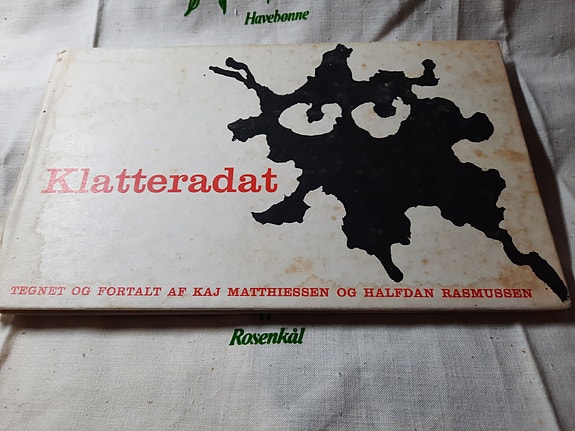 Havebønne
Klatteradat
TEGNET OG FORTALT AF KAJ MATTHIESSEN OG HALFDAN RASMUSSEN
Rosenkål